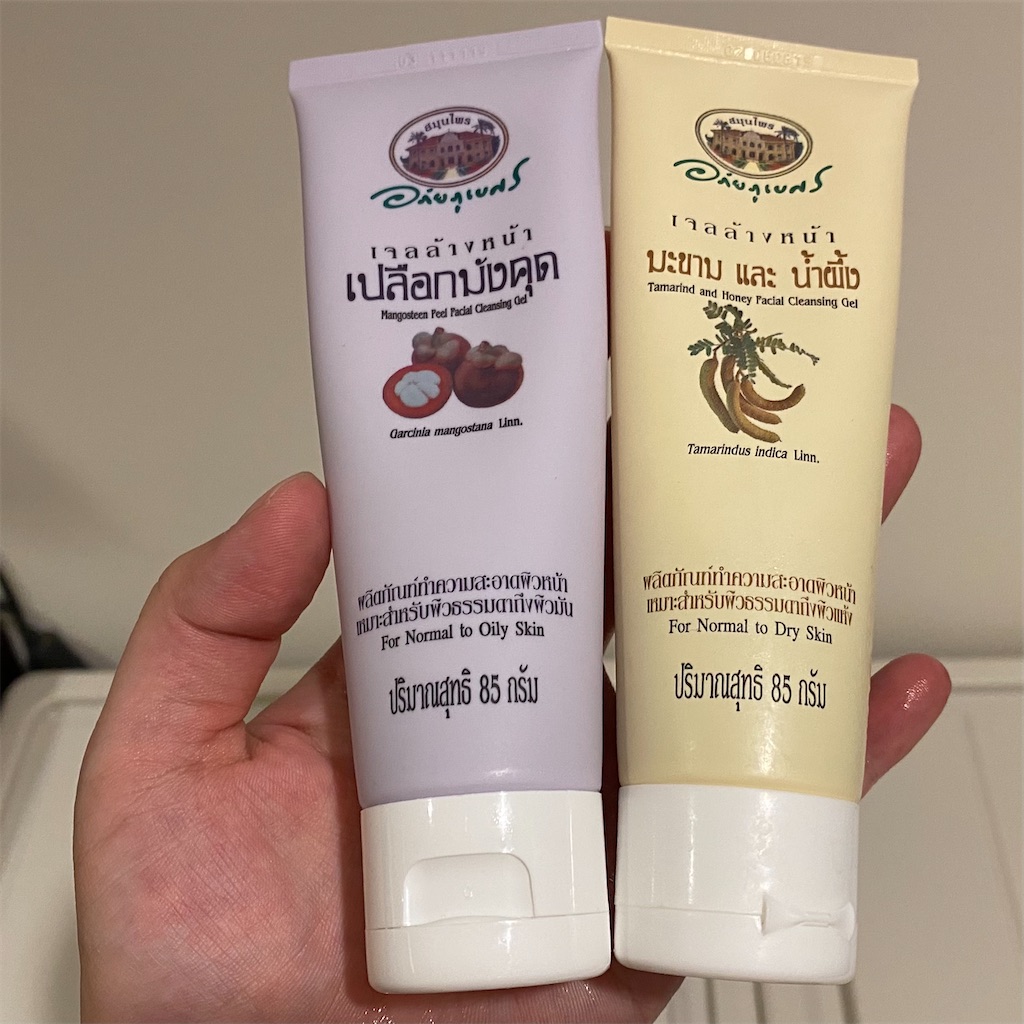 สมุนไพร
อภัยภูเบศร
เจลล้างหน้า
เปลือกมังคุด
Mangosteen Peel Facial Cleansing Gel
Garcinia mangostana Linn.
ผลิตภัณฑ์ทำความสะอาดผิวหน้า
เหมาะสำหรับผิวธรรมดาถึงผิวมัน
For Normal to Oily Skin
ปริมาณสุทธิ 85 กรัม
สมุนไพร
อภัยภูเบศร
เจลล้างหน้า
มะขาม และ น้ำผึ้ง
Tamarind and Honey Facial Cleansing Gel
Tamarindus indica Linn.
ผลิตภัณฑ์ทำความสะอาดผิวหน้า
เหมาะสำหรับผิวธรรมดาถึงผิวแห้ง
For Normal to Dry Skin
ปริมาณสุทธิ 85 กรัม